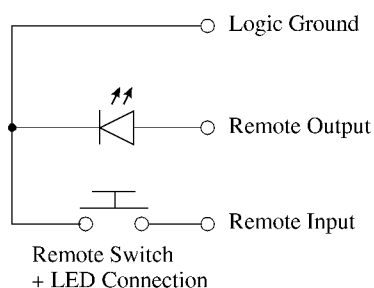 Logic Ground
Remote Output
Remote Input
Remote Switch
+ LED Connection